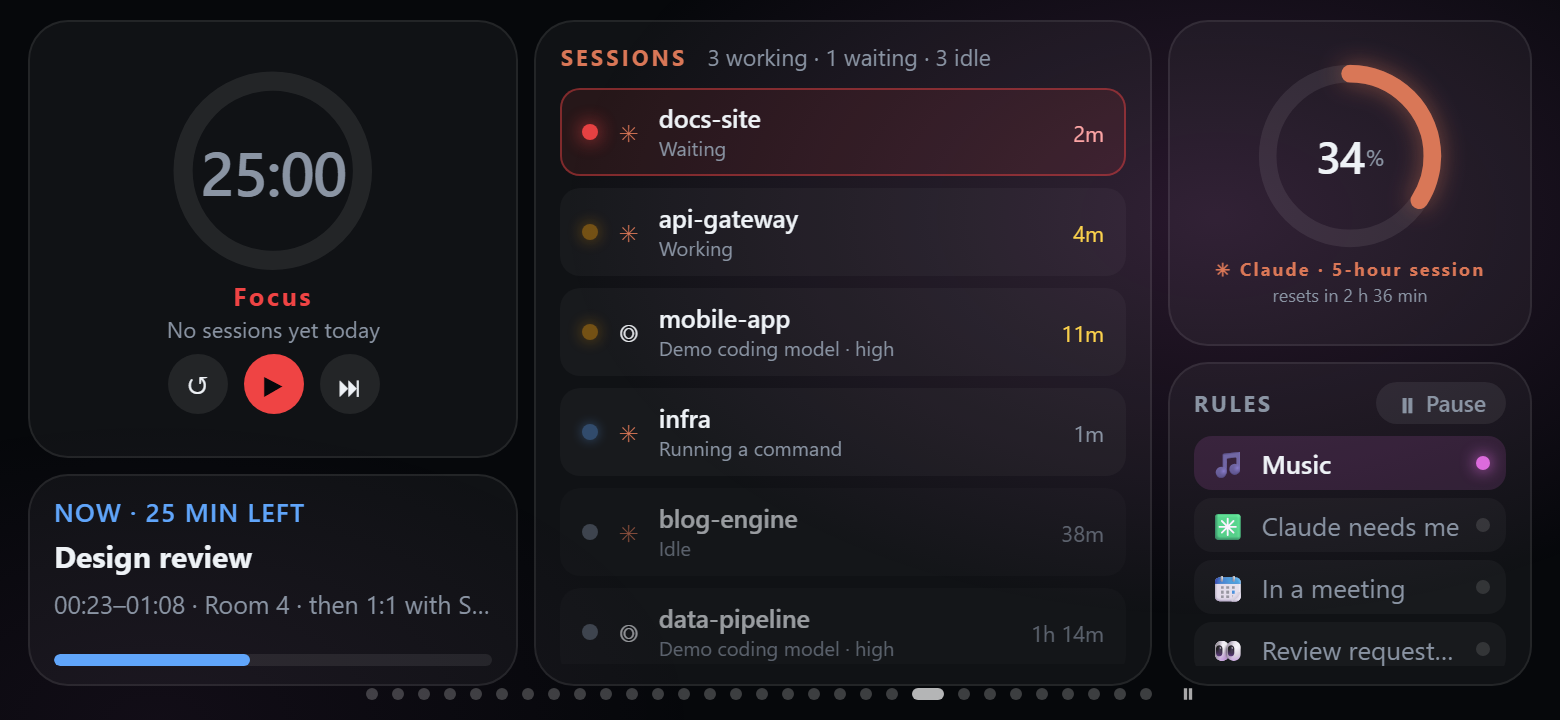 25:00
Focus
No sessions yet today
NOW · 25 MIN LEFT
Design review
00:23–01:08 · Room 4 · then 1:1 with S...
SESSIONS 3 working · 1 waiting · 3 idle
docs-site
Waiting
2m
api-gateway
Working
4m
mobile-app
Demo coding model · high
11m
infra
Running a command
1m
blog-engine
Idle
38m
data-pipeline
Demo coding model · high
1h 14m
34%
Claude · 5-hour session
resets in 2 h 36 min
RULES
Pause
Music
Claude needs me
In a meeting
Review request...